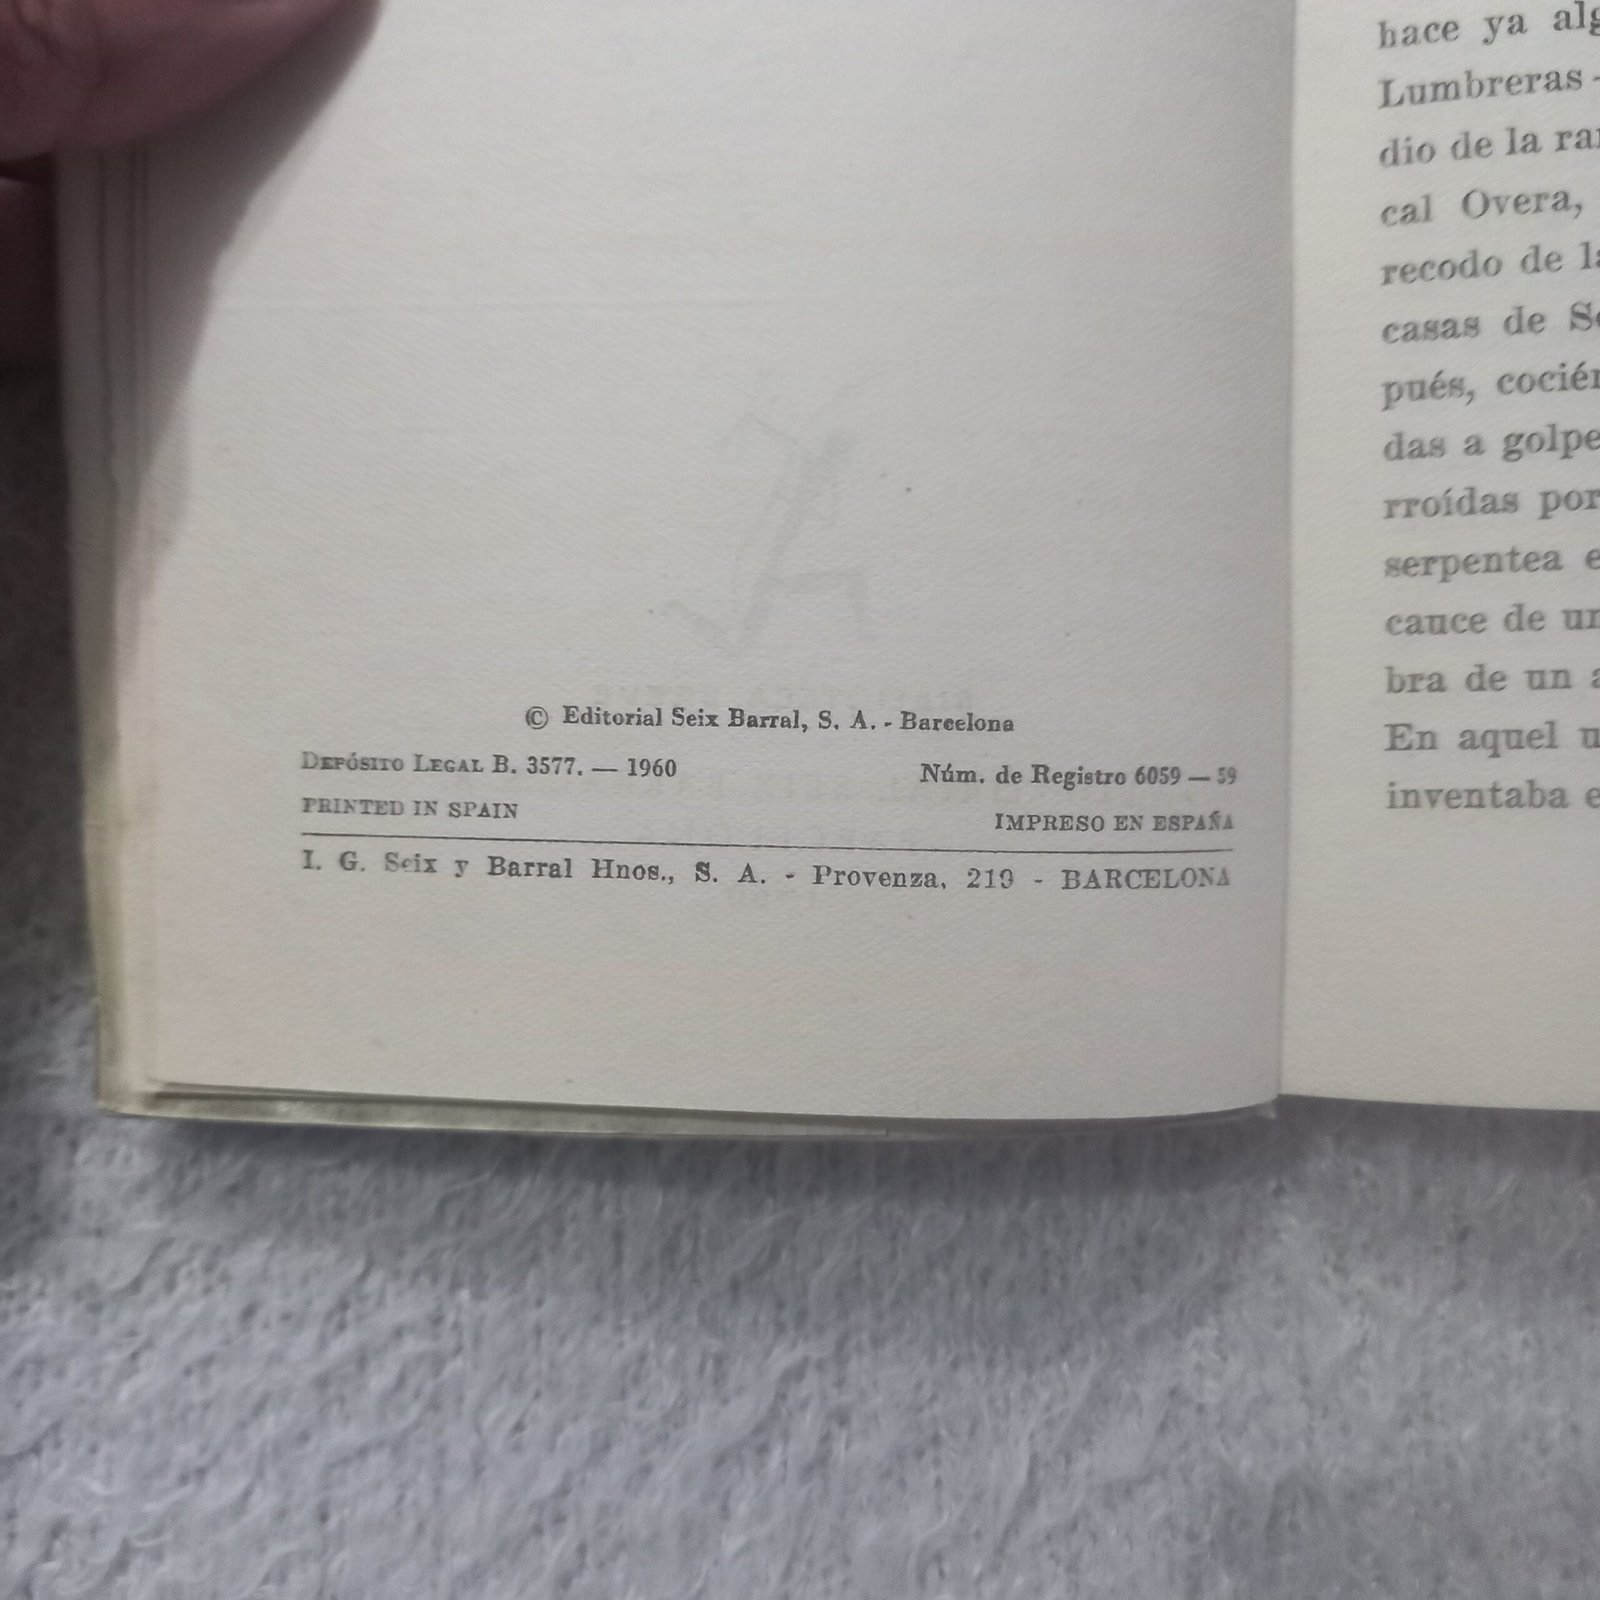 © Editorial Seix Barral, S. A. - Barcelona
Depósito Legal B. 3577. — 1960
Núm. de Registro 6059 — 59
PRINTED IN SPAIN
IMPRESO EN ESPAÑA
I. G. Seix y Barral Hnos., S. A. - Provenza, 219 - BARCELONA
hace ya
Lumbreras
dio de la
cal Overa,
recodo de
casas de
pués,
das a
rroídas por
serpentea
cauce de
bra de un
En aquel
inventaba